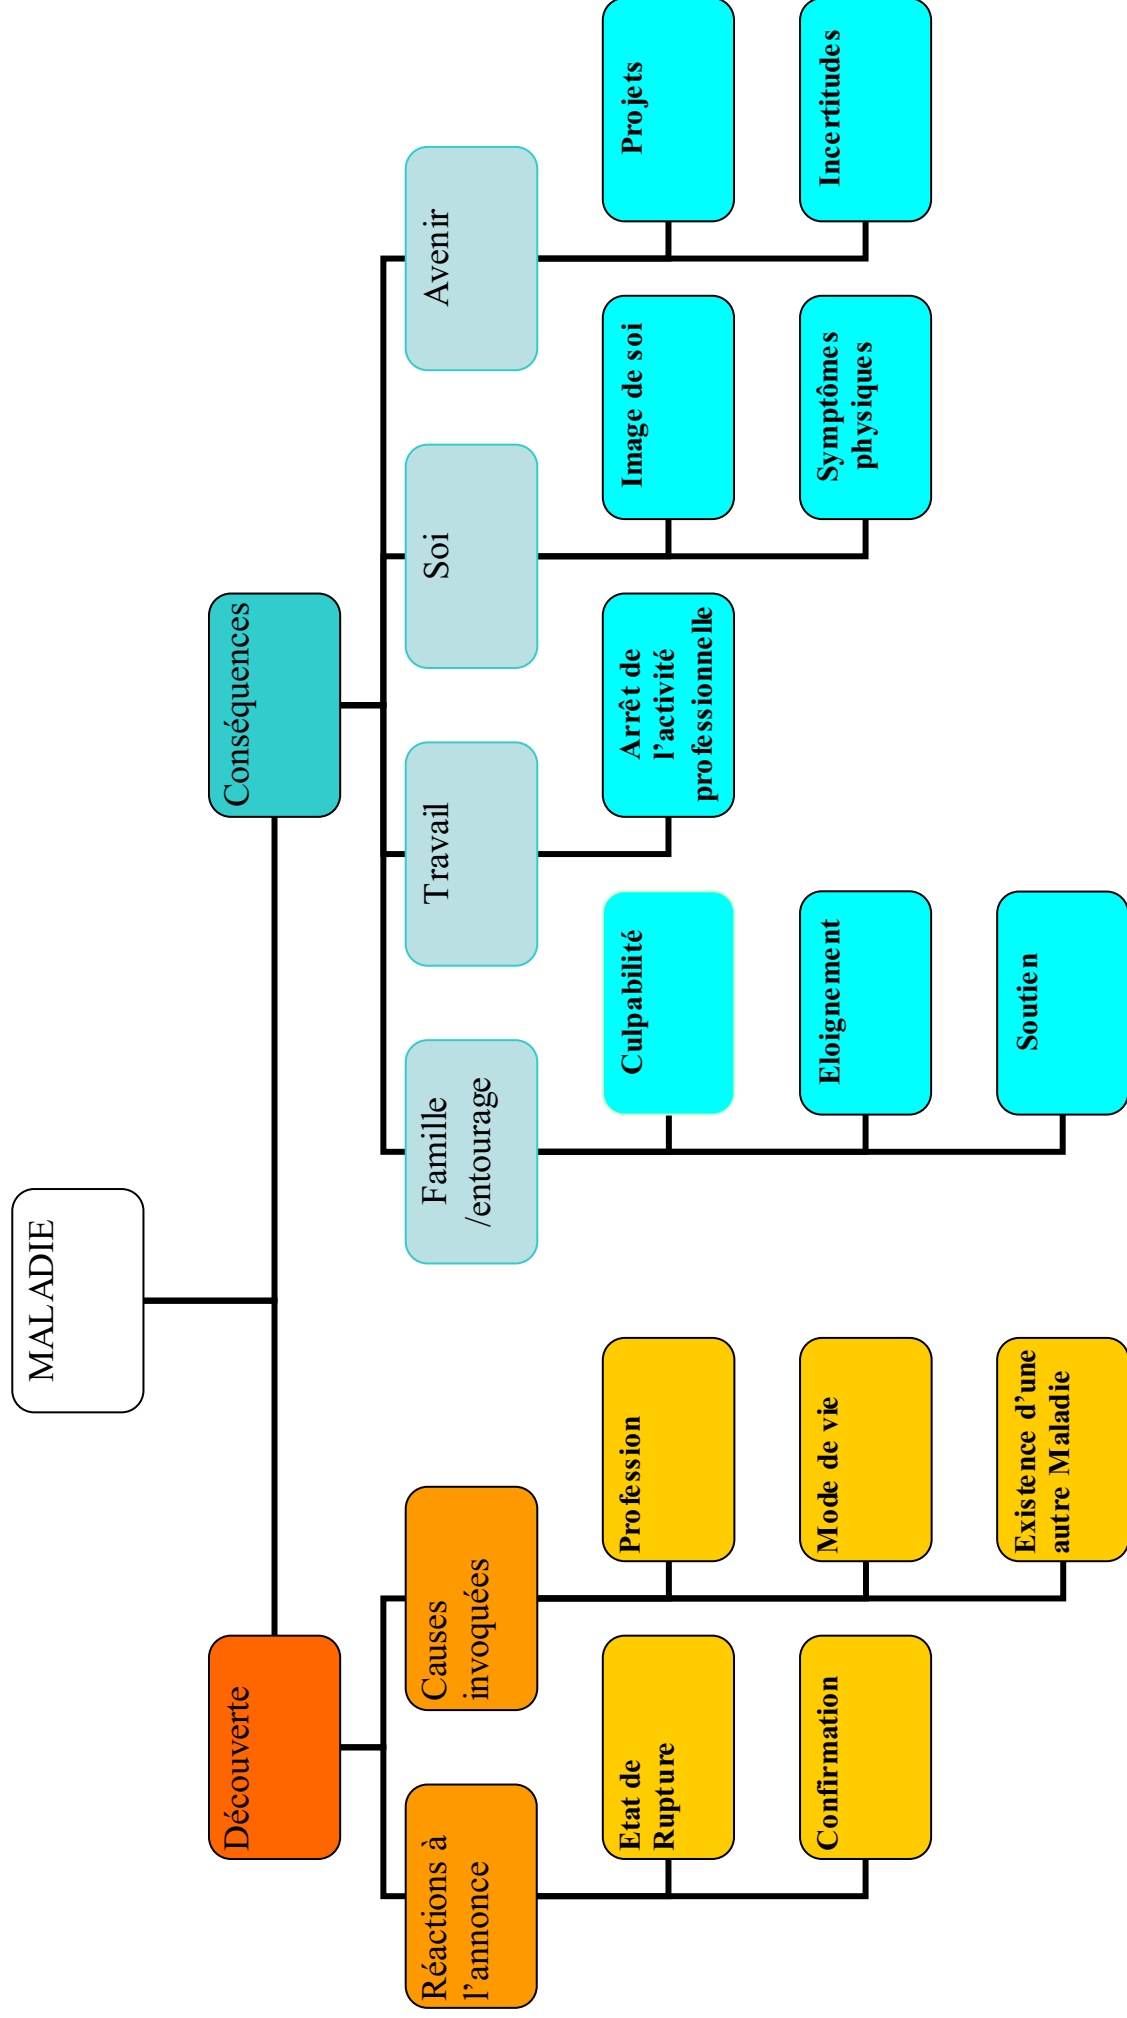 MALADIE
Découverte
Conséquences
Réactions à
l’annonce
Causes
invoquées
Famille
/entourage
Travail
Soi
Avenir
Etat de
Rupture
Profession
Culpabilité
Arrêt de
l’activité
professionnelle
Image de soi
Projets
Confirmation
Mode de vie
Eloignement
Symptômes
physiques
Incertitudes
Existence d’une
autre Maladie
Soutien